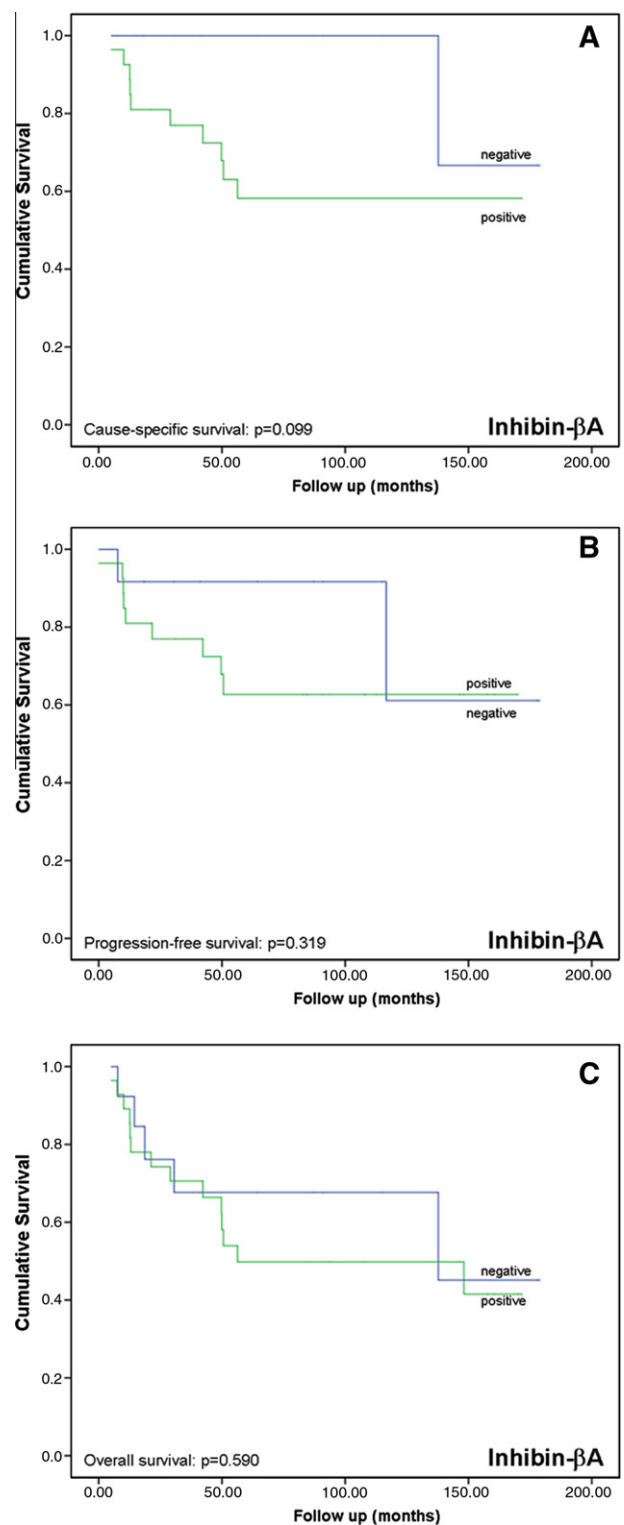 A
1.0
0.8
0.6
0.4
0.2
0.0
Cumulative Survival
negative
positive
Cause-specific survival: p=0.099
Inhibin-βA
0.00 50.00 100.00 150.00 200.00
Follow up (months)
B
1.0
0.8
0.6
0.4
0.2
0.0
Cumulative Survival
positive
negative
Progression-free survival: p=0.319
Inhibin-βA
0.00 50.00 100.00 150.00 200.00
Follow up (months)
C
1.0
0.8
0.6
0.4
0.2
0.0
Cumulative Survival
negative
positive
Overall survival: p=0.590
Inhibin-βA
0.00 50.00 100.00 150.00 200.00
Follow up (months)